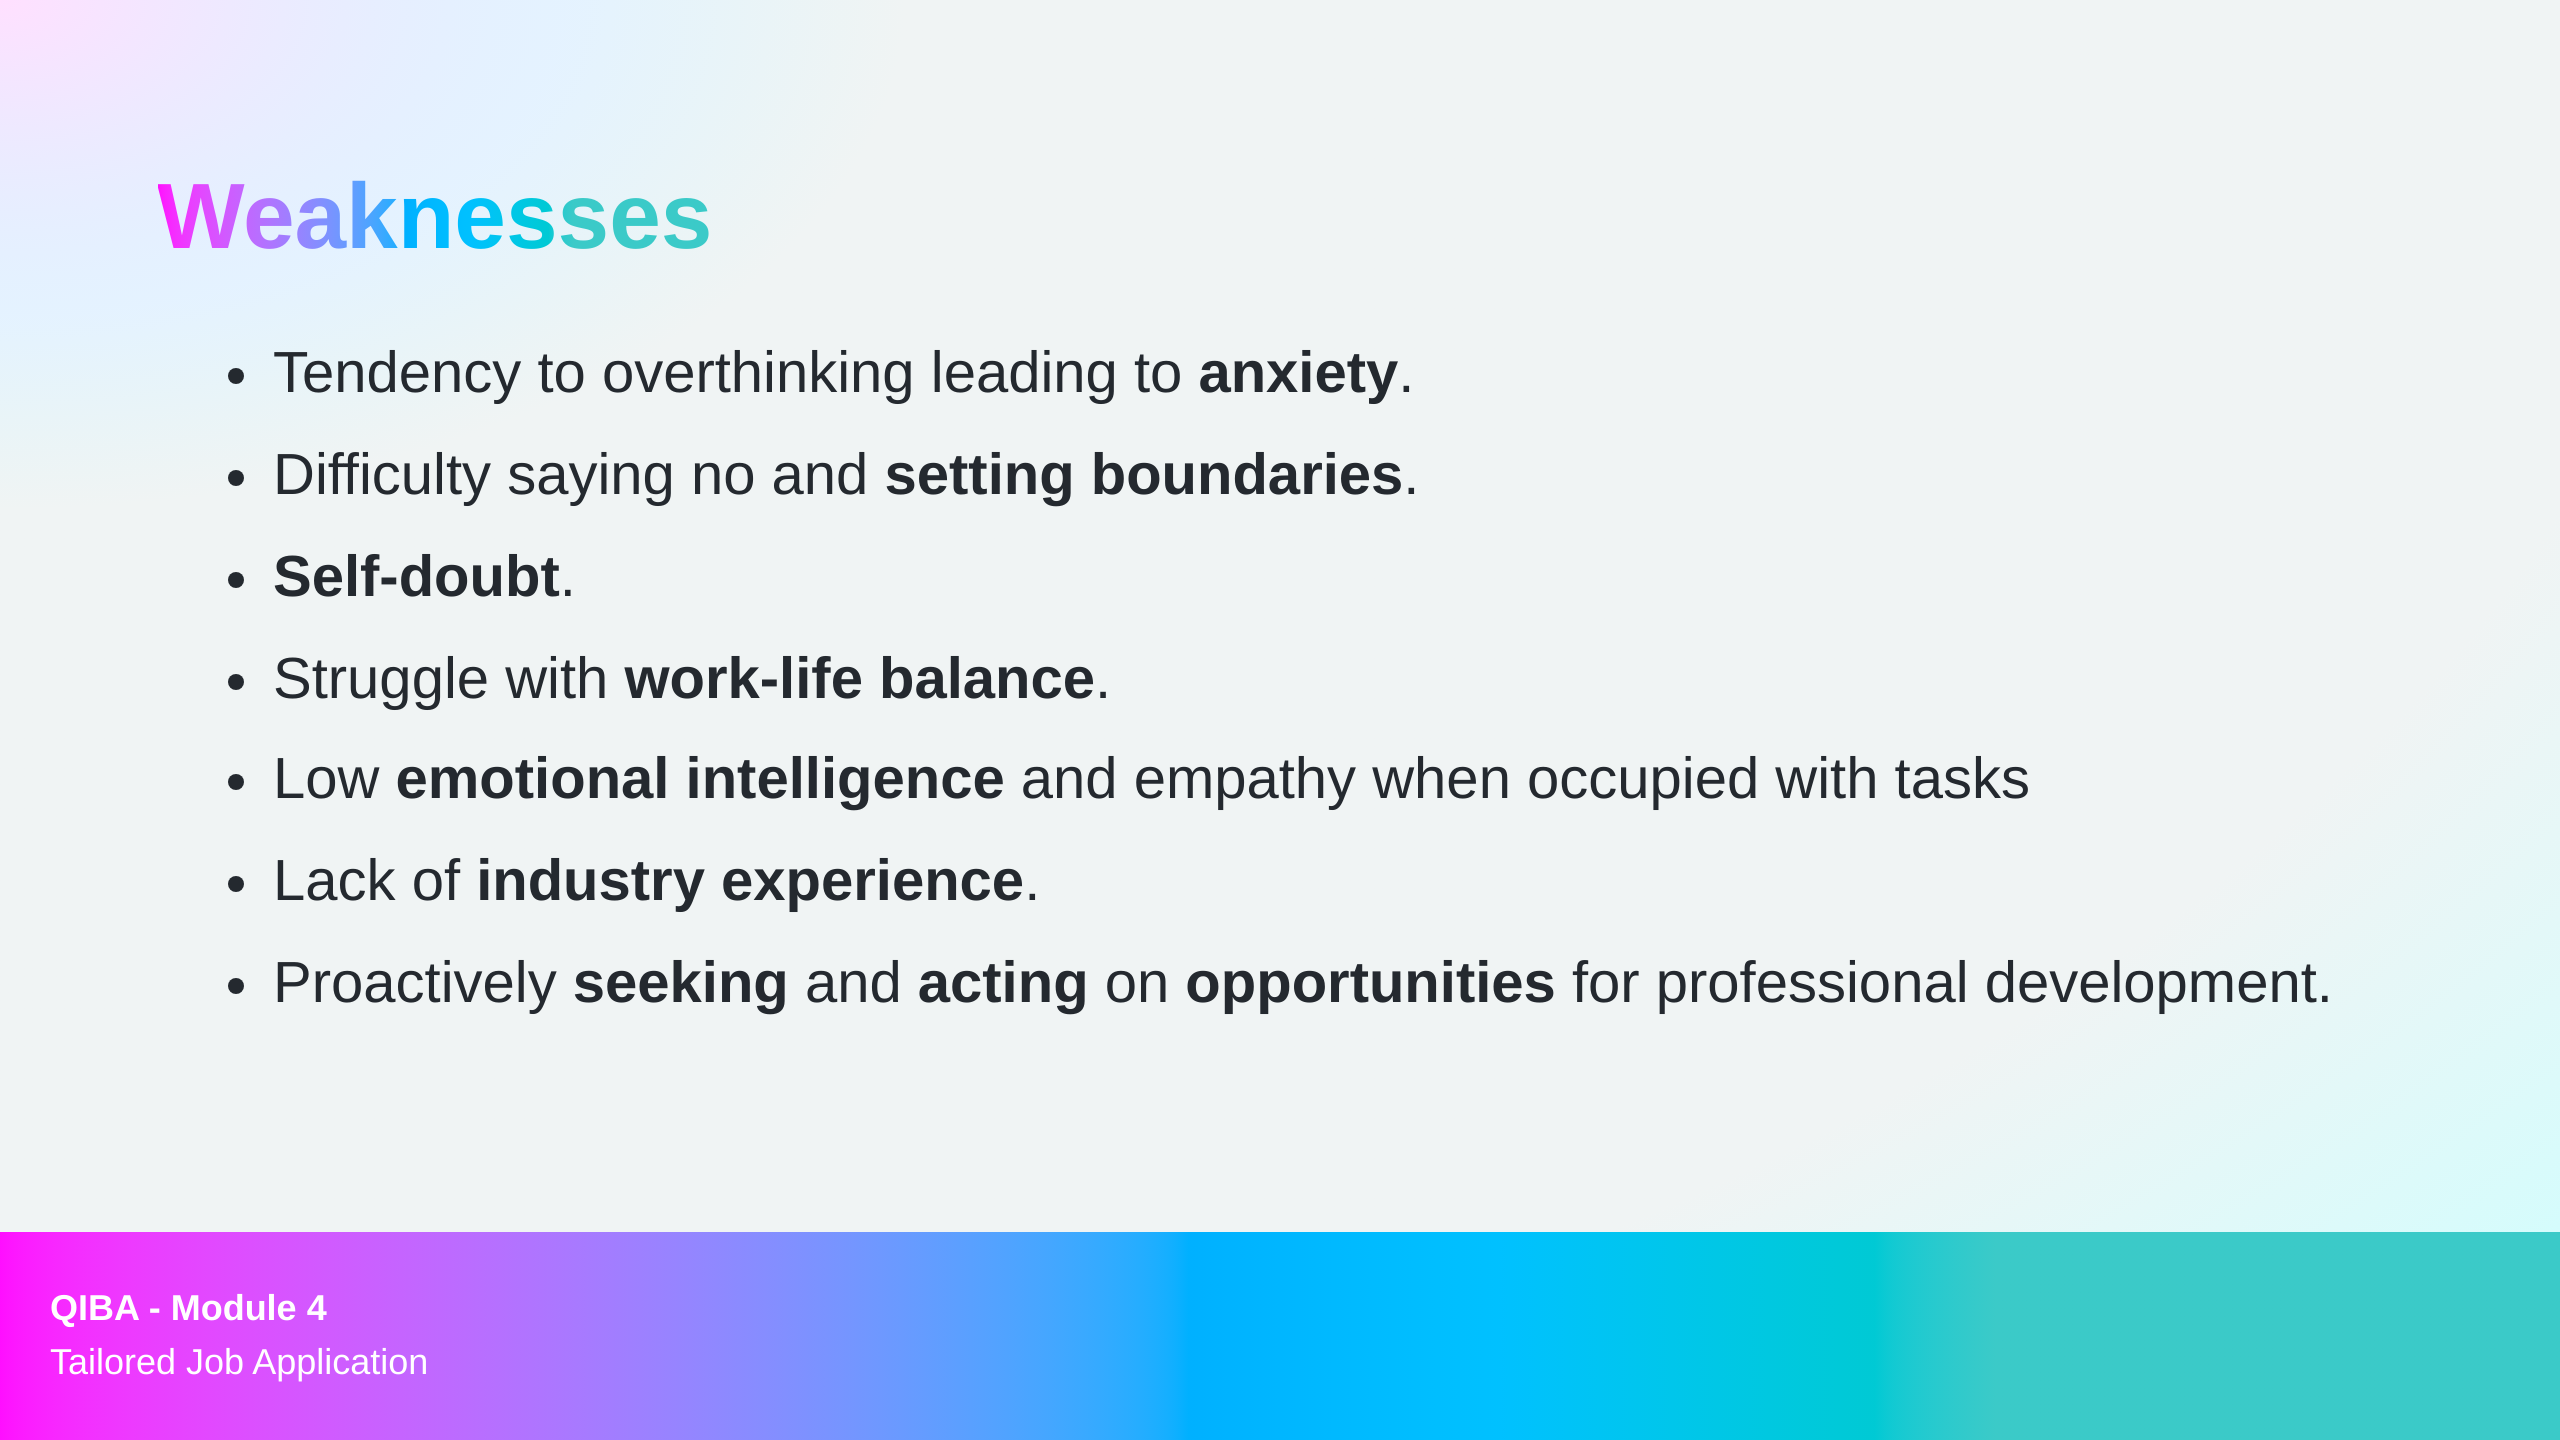 Weaknesses
• Tendency to overthinking leading to anxiety.
• Difficulty saying no and setting boundaries.
• Self-doubt.
• Struggle with work-life balance.
• Low emotional intelligence and empathy when occupied with tasks
• Lack of industry experience.
• Proactively seeking and acting on opportunities for professional development.
QIBA - Module 4
Tailored Job Application